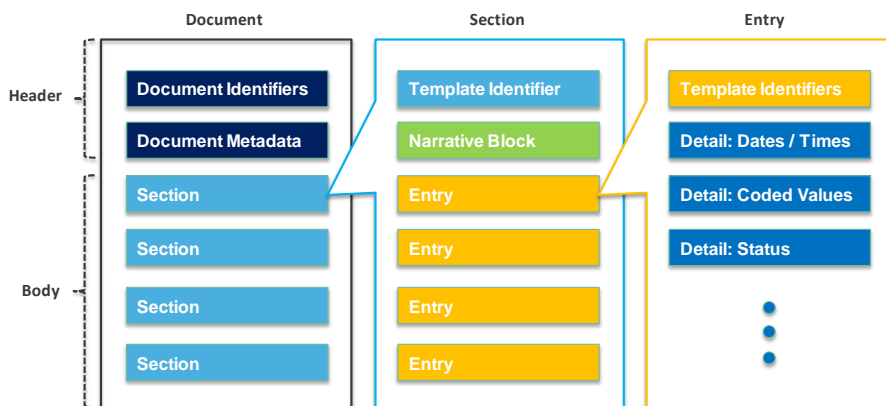 Document
Section
Entry
Header
Document Identifiers
Template Identifier
Template Identifiers
Document Metadata
Narrative Block
Detail: Dates / Times
Section
Entry
Detail: Coded Values
Section
Entry
Detail: Status
Body
Section
Entry
Section
Entry